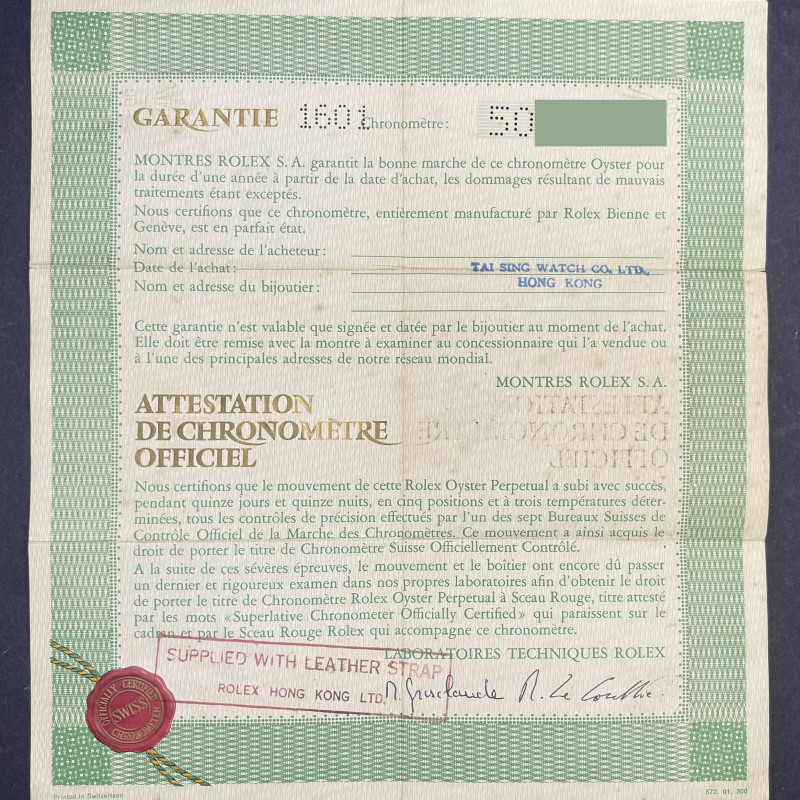 GARANTIE 1601 Chronomètre: 50
MONTRES ROLEX S. A. garantit la bonne marche de ce chronomètre Oyster pour
la durée d'une année à partir de la date d'achat, les dommages résultant de mauvais
traitements étant exceptés.
Nous certifions que ce chronomètre, entièrement manufacturé par Rolex Bienne et
Genève, est en parfait état.
Nom et adresse de l'acheteur:
Date de l'achat:
TAI SING WATCH CO. LTD.,
Nom et adresse du bijoutier:
HONG KONG
Cette garantie n'est valable que signée et datée par le bijoutier au moment de l'achat.
Elle doit être remise avec la montre à examiner au concessionnaire qui l'a vendue ou
à l'une des principales adresses de notre réseau mondial.
MONTRES ROLEX S. A.
ATTESTATION
DE CHRONOMÈTRE
OFFICIEL
Nous certifions que le mouvement de cette Rolex Oyster Perpetual a subi avec succès,
pendant quinze jours et quinze nuits, en cinq positions et à trois températures déter-
minées, tous les contrôles de précision effectués par l'un des sept Bureaux Suisses de
Contrôle Officiel de la Marche des Chronomètres. Ce mouvement a ainsi acquis le
droit de porter le titre de Chronomètre Suisse Officiellement Contrôlé.
A la suite de ces sévères épreuves, le mouvement et le boîtier ont encore dû passer
un dernier et rigoureux examen dans nos propres laboratoires afin d'obtenir le droit
de porter le titre de Chronomètre Rolex Oyster Perpetual à Sceau Rouge, titre attesté
par les mots «Superlative Chronometer Officially Certified» qui paraissent sur le
cadran et par le Sceau Rouge Rolex qui accompagne ce chronomètre.
LABORATOIRES TECHNIQUES ROLEX
SUPPLIED WITH LEATHER STRAP
ROLEX HONG KONG LTD.
OFFICIALLY CERTIFIED
SWISS
CHRONOMETER
Printed in Switzerland
572. 01. 300